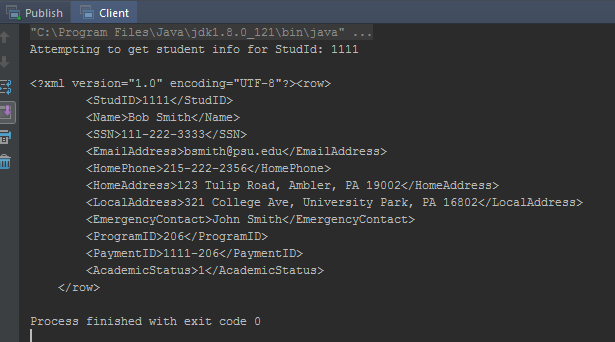 Publish Client
"C:\Program Files\Java\jdk1.8.0_121\bin\java" ...
Attempting to get student info for StudId: 1111
<?xml version="1.0" encoding="UTF-8"?><row>
<StudID>1111</StudID>
<Name>Bob Smith</Name>
<SSN>111-222-3333</SSN>
<EmailAddress>bsmith@psu.edu</EmailAddress>
<HomePhone>215-222-2356</HomePhone>
<HomeAddress>123 Tulip Road, Ambler, PA 19002</HomeAddress>
<LocalAddress>321 College Ave, University Park, PA 16802</LocalAddress>
<EmergencyContact>John Smith</EmergencyContact>
<ProgramID>206</ProgramID>
<PaymentID>1111-206</PaymentID>
<AcademicStatus>1</AcademicStatus>
</row>
Process finished with exit code 0